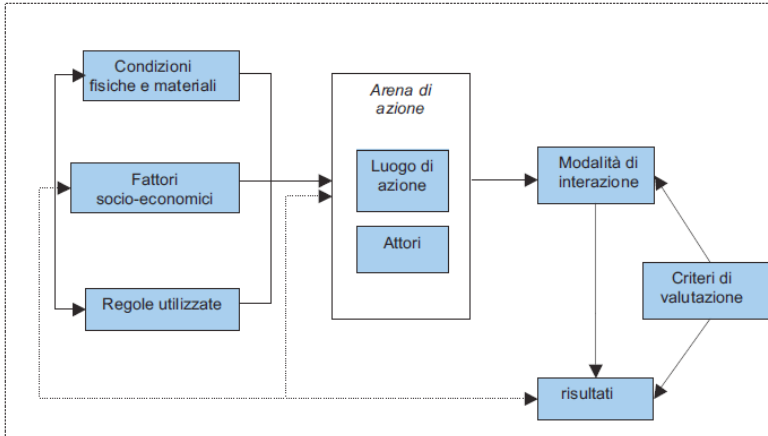 Condizioni
fisiche e materiali
Fattori
socio-economici
Regole utilizzate
Arena di
azione
Luogo di
azione
Attori
Modalità di
interazione
Criteri di
valutazione
risultati